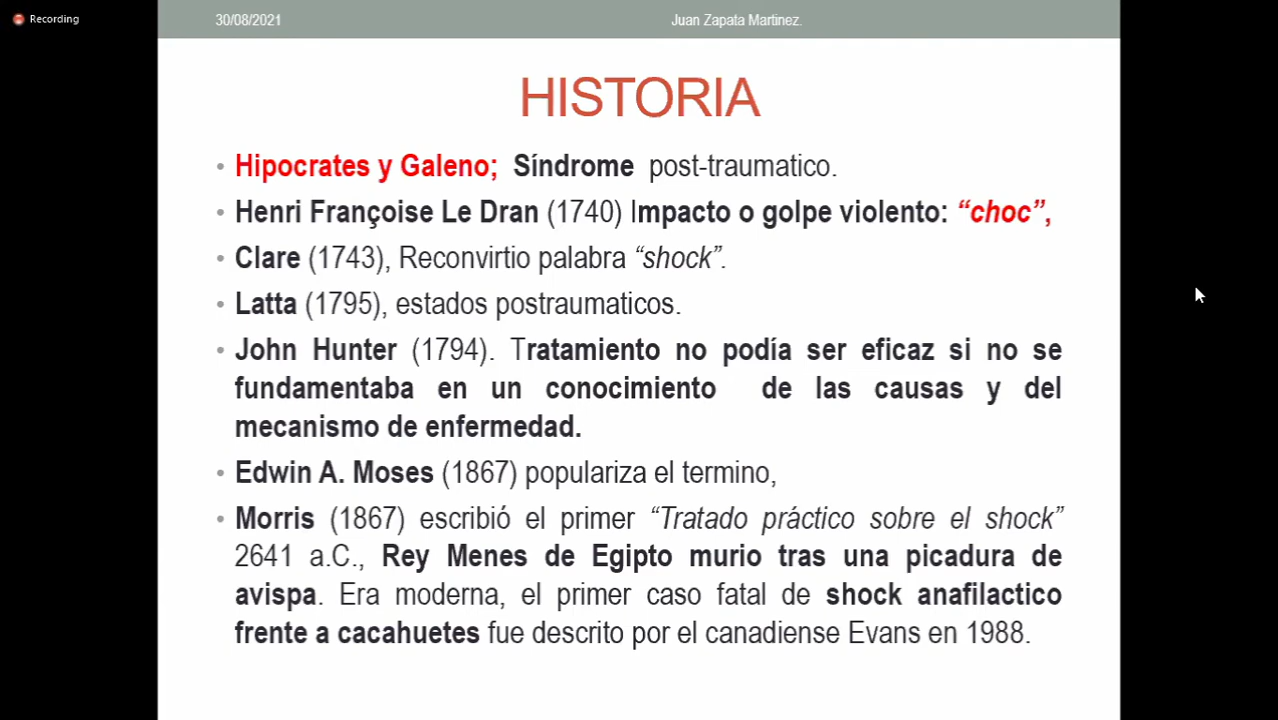 Recording
30/08/2021
Juan Zapata Martinez.
HISTORIA
• Hipocrates y Galeno; Síndrome post-traumatico.
• Henri Françoise Le Dran (1740) Impacto o golpe violento: “choc”,
• Clare (1743), Reconvirtio palabra “shock”.
• Latta (1795), estados postraumaticos.
• John Hunter (1794). Tratamiento no podía ser eficaz si no se
fundamentaba en un conocimiento de las causas y del
mecanismo de enfermedad.
• Edwin A. Moses (1867) populariza el termino,
• Morris (1867) escribió el primer “Tratado práctico sobre el shock”
2641 a.C., Rey Menes de Egipto murio tras una picadura de
avispa. Era moderna, el primer caso fatal de shock anafilactico
frente a cacahuetes fue descrito por el canadiense Evans en 1988.